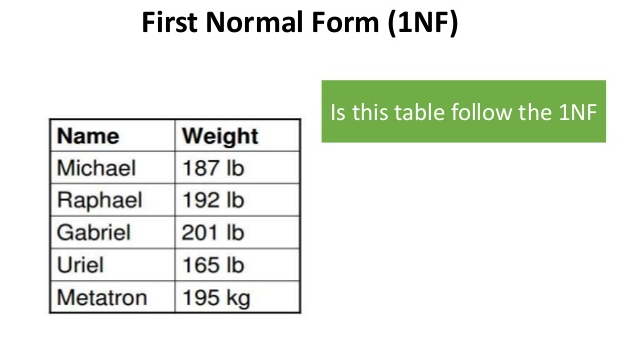 First Normal Form (1NF)
Is this table follow the 1NF
Name Weight
Michael 187 lb
Raphael 192 lb
Gabriel 201 lb
Uriel 165 lb
Metatron 195 kg